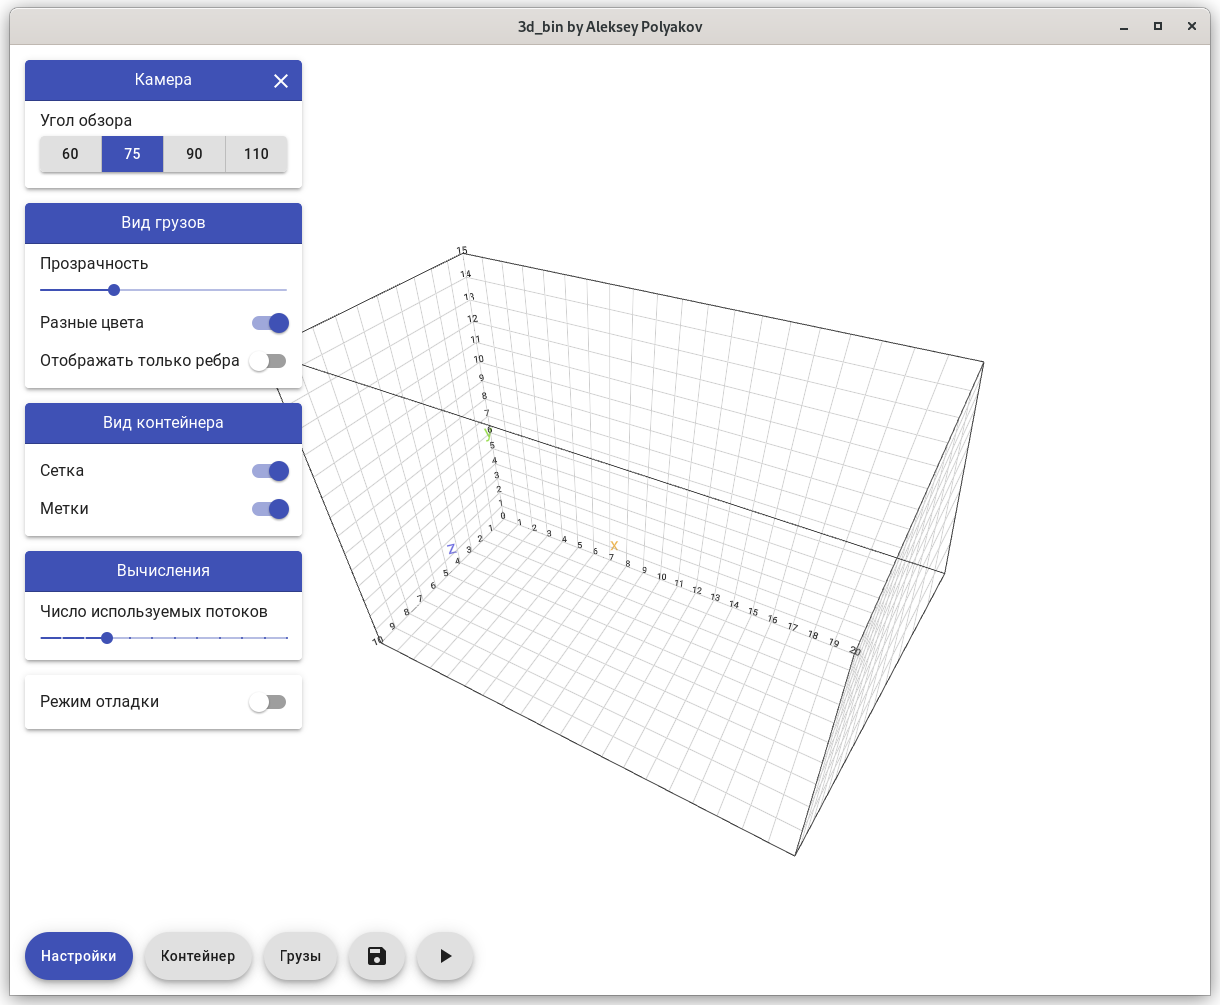 3d_bin by Aleksey Polyakov
Камера
Угол обзора
60 75 90 110
Вид грузов
Прозрачность
Разные цвета
Отображать только ребра
Вид контейнера
Сетка
Метки
Вычисления
Число используемых потоков
Режим отладки
15
14
13
12
11
10
9
8
7
6
y
5
4
3
2
1
0
1 2 3 4 5 6 7 8 9 10 11 12 13 14 15 16 17 18 19 20
x
1
2
3
z
4
5
6
7
8
9
10
Настройки Контейнер Грузы